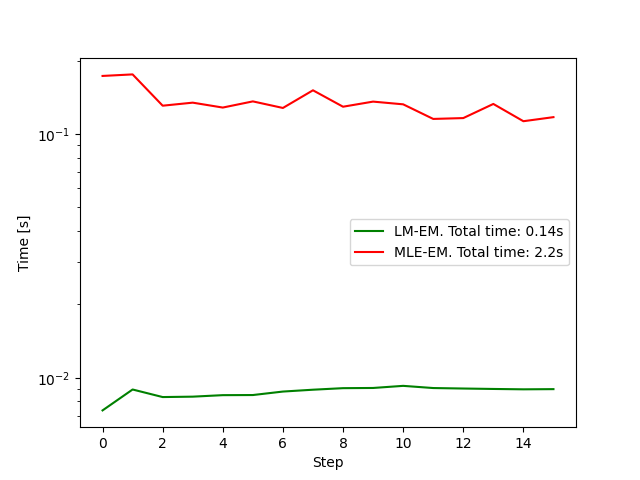 10⁻¹
Time [s]
LM-EM. Total time: 0.14s
MLE-EM. Total time: 2.2s
10⁻²
0 2 4 6 8 10 12 14
Step